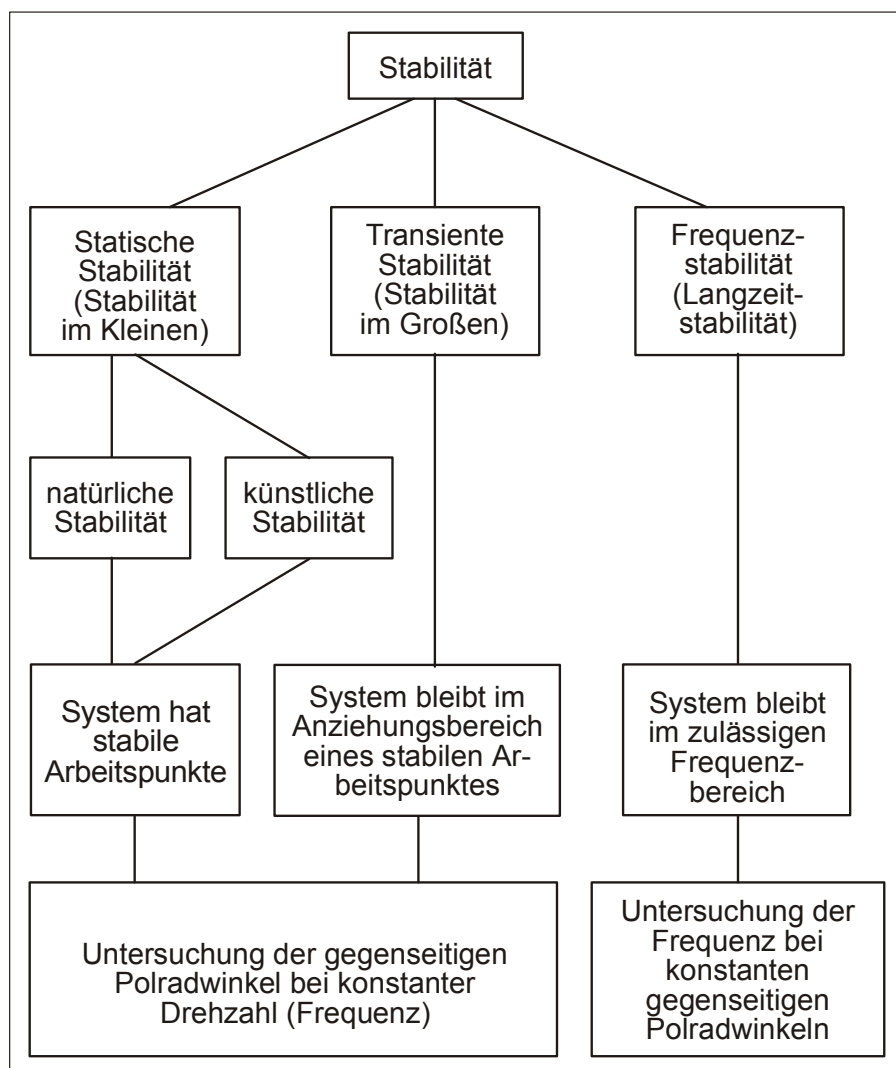 Stabilität
Statische
Stabilität
(Stabilität
im Kleinen)
Transiente
Stabilität
(Stabilität
im Großen)
Frequenz-
stabilität
(Langzeit-
stabilität)
natürliche
Stabilität
künstliche
Stabilität
System hat
stabile
Arbeitspunkte
System bleibt im
Anziehungsbereich
eines stabilen Ar-
beitspunktes
System bleibt
im zulässigen
Frequenz-
bereich
Untersuchung der gegenseitigen
Polradwinkel bei konstanter
Drehzahl (Frequenz)
Untersuchung der
Frequenz bei
konstanten
gegenseitigen
Polradwinkeln